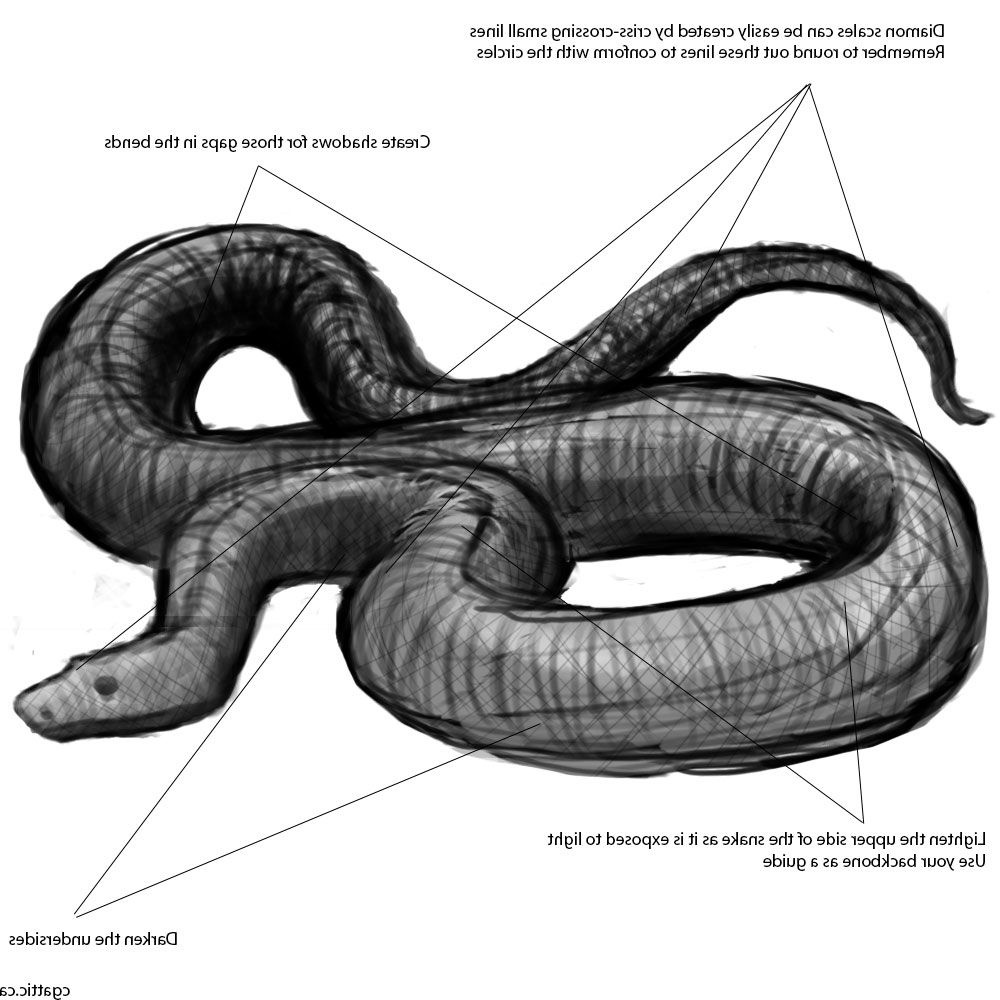 Diamon scales can be easily created by criss-crossing small lines
Remember to round out these lines to conform with the circles
Create shadows for those gaps in the bends
Lighten the upper side of the snake as it is exposed to light
Use your backbone as a guide
Darken the undersides
cgattic.ca